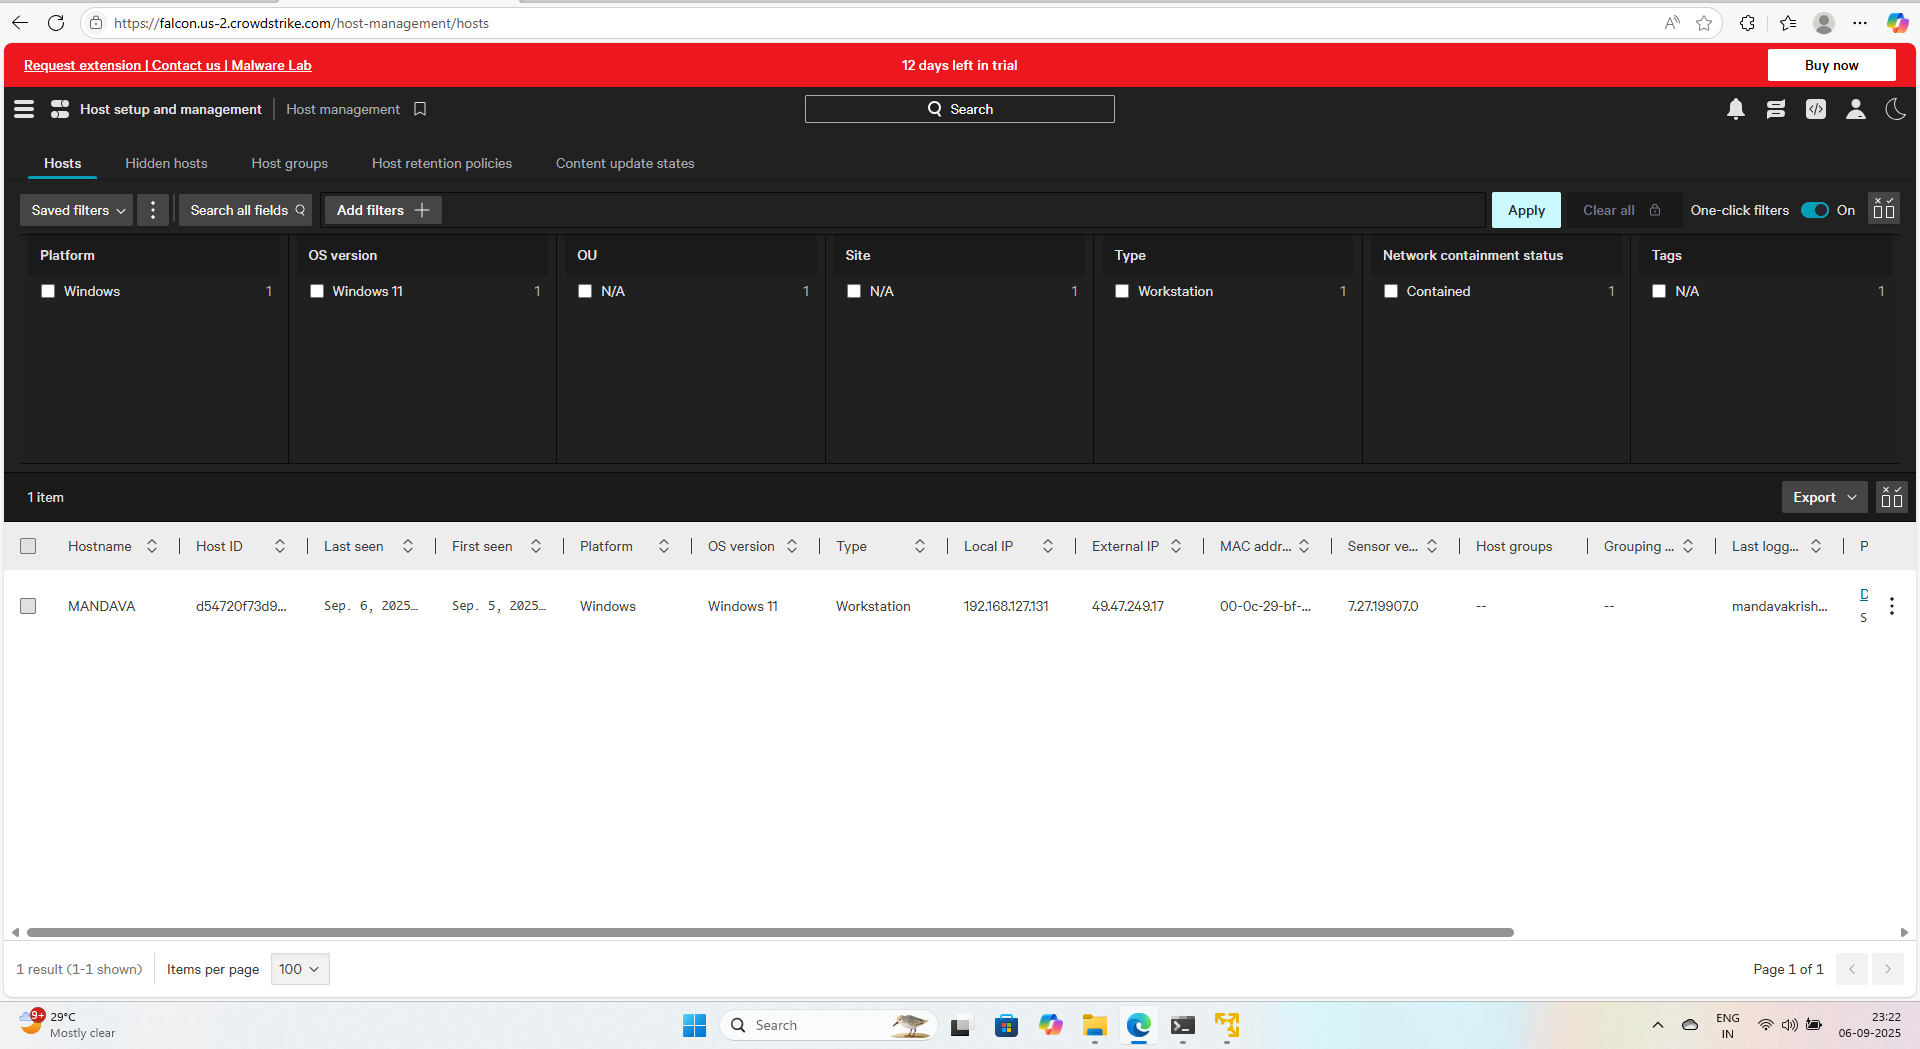 https://falcon.us-2.crowdstrike.com/host-management/hosts
Request extension | Contact us | Malware Lab
12 days left in trial
Buy now
Host setup and management
Host management
Search
Hosts
Hidden hosts
Host groups
Host retention policies
Content update states
Saved filters
Search all fields
Add filters
Apply
Clear all
One-click filters
On
Platform
OS version
OU
Site
Type
Network containment status
Tags
Windows 1
Windows 11 1
N/A 1
N/A 1
Workstation 1
Contained 1
N/A 1
1 item
Export
Hostname
Host ID
Last seen
First seen
Platform
OS version
Type
Local IP
External IP
MAC addr...
Sensor ve...
Host groups
Grouping ...
Last logg...
P
MANDAVA
d54720f73d9...
Sep. 6, 2025…
Sep. 5, 2025…
Windows
Windows 11
Workstation
192.168.127.131
49.47.249.17
00-0c-29-bf-...
7.27.19907.0
--
--
mandavakrish...
D
S
1 result (1-1 shown)
Items per page
100
Page 1 of 1
9+
29°C
Mostly clear
Search
ENG
IN
23:22
06-09-2025